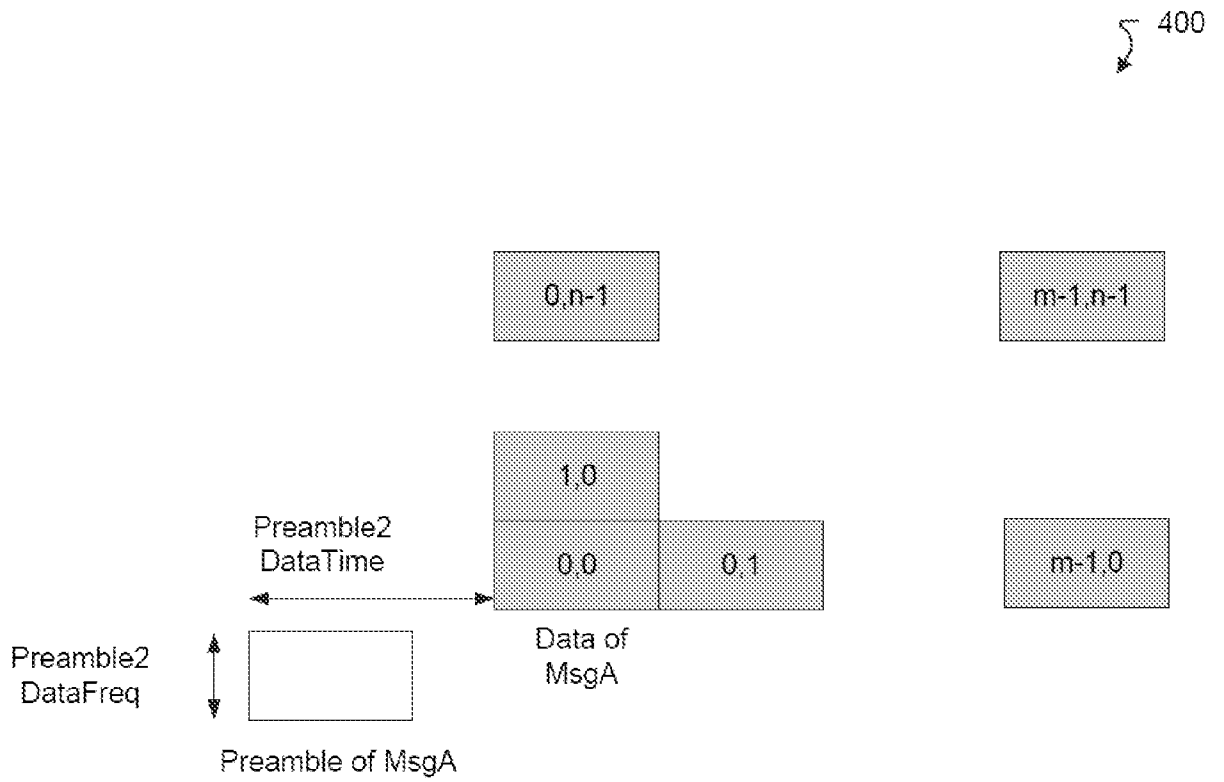 400
0,n-1
m-1,n-1
1,0
Preamble2
DataTime
0,0
0,1
m-1,0
Data of
MsgA
Preamble2
DataFreq
Preamble of MsgA